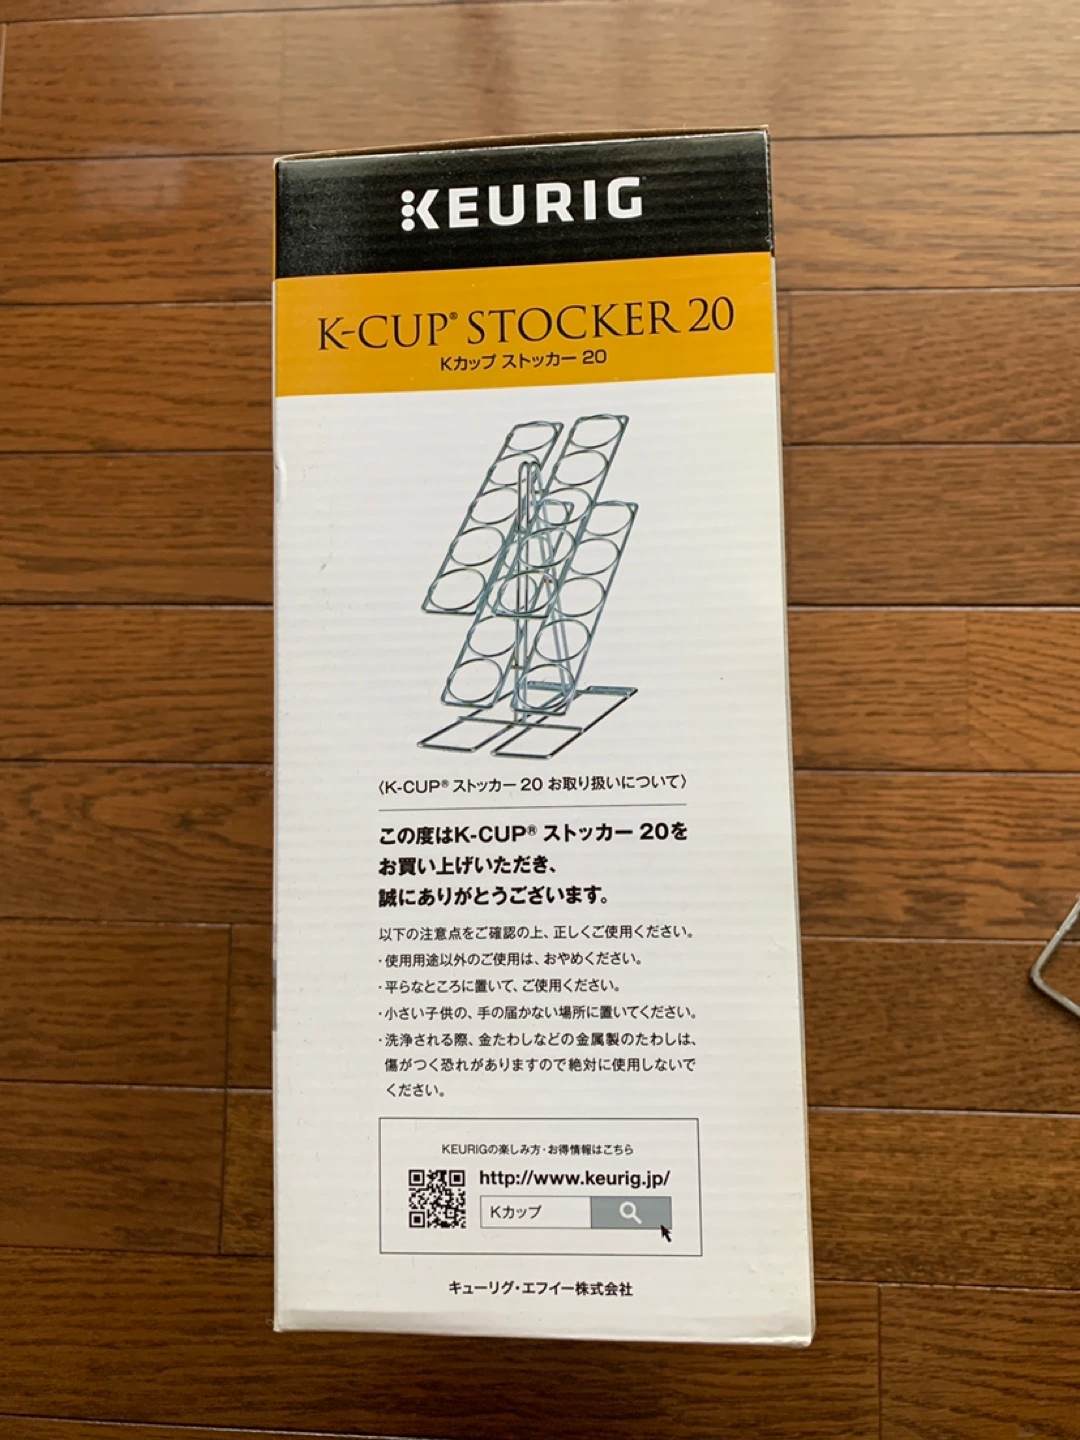 KEURIG
K-CUP® STOCKER 20
Kカップ ストッカー 20
〈K-CUP® ストッカー 20 お取り扱いについて〉
この度はK-CUP® ストッカー 20を
お買い上げいただき、
誠にありがとうございます。
以下の注意点をご確認の上、正しくご使用ください。
・使用用途以外のご使用は、おやめください。
・平らなところに置いて、ご使用ください。
・小さい子供の、手の届かない場所に置いてください。
・洗浄される際、金たわしなどの金属製のたわしは、
傷がつく恐れがありますので絶対に使用しないで
ください。
KEURIGの楽しみ方・お得情報はこちら
http://www.keurig.jp/
Kカップ
キューリグ・エフイー株式会社